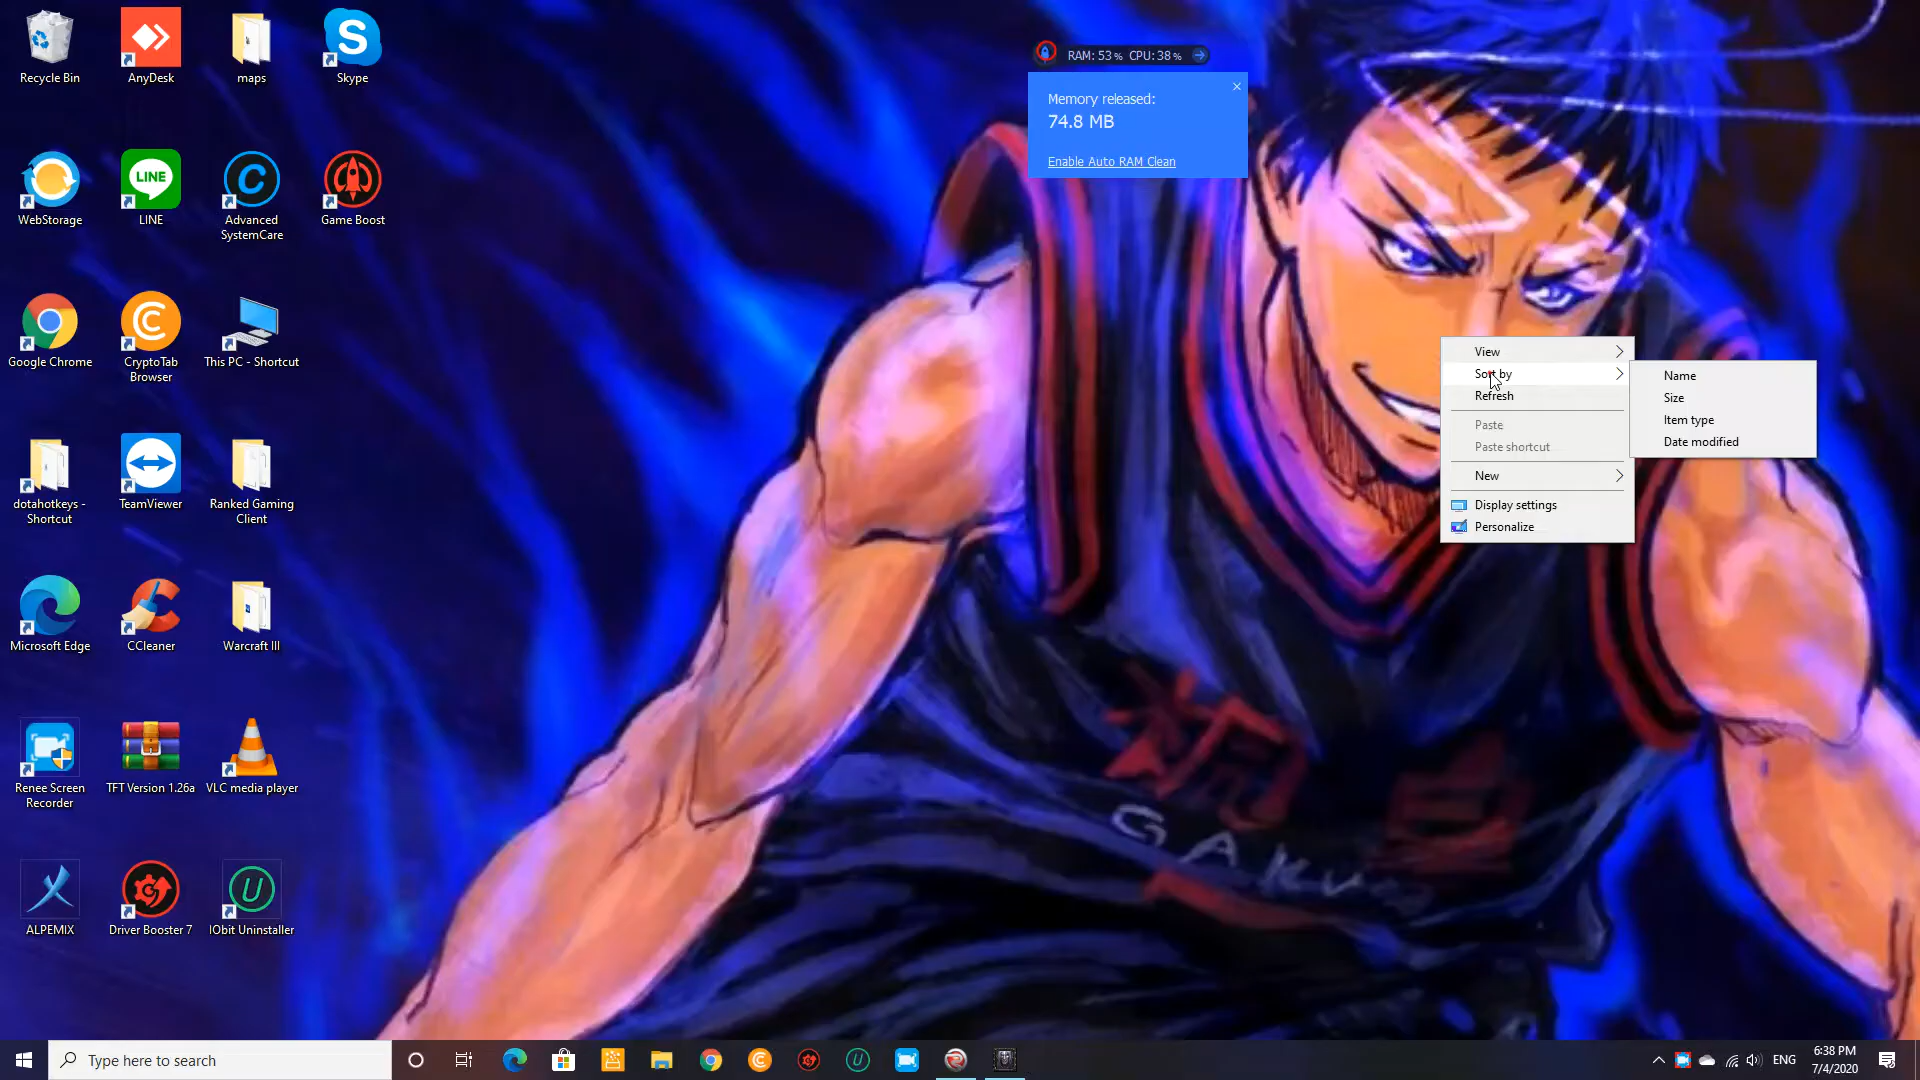 Recycle Bin
AnyDesk
maps
Skype
WebStorage
LINE
LINE
Advanced
SystemCare
Game Boost
Google Chrome
CryptoTab
Browser
This PC - Shortcut
dotahotkeys -
Shortcut
TeamViewer
Ranked Gaming
Client
Microsoft Edge
CCleaner
Warcraft III
Renee Screen
Recorder
TFT Version 1.26a
VLC media player
ALPEMIX
Driver Booster 7
IObit Uninstaller
RAM: 53% CPU: 38%
Memory released:
74.8 MB
Enable Auto RAM Clean
View
Sort by
Refresh
Paste
Paste shortcut
New
Display settings
Personalize
Name
Size
Item type
Date modified
桐皇
GAKU
Type here to search
ENG
6:38 PM
7/4/2020